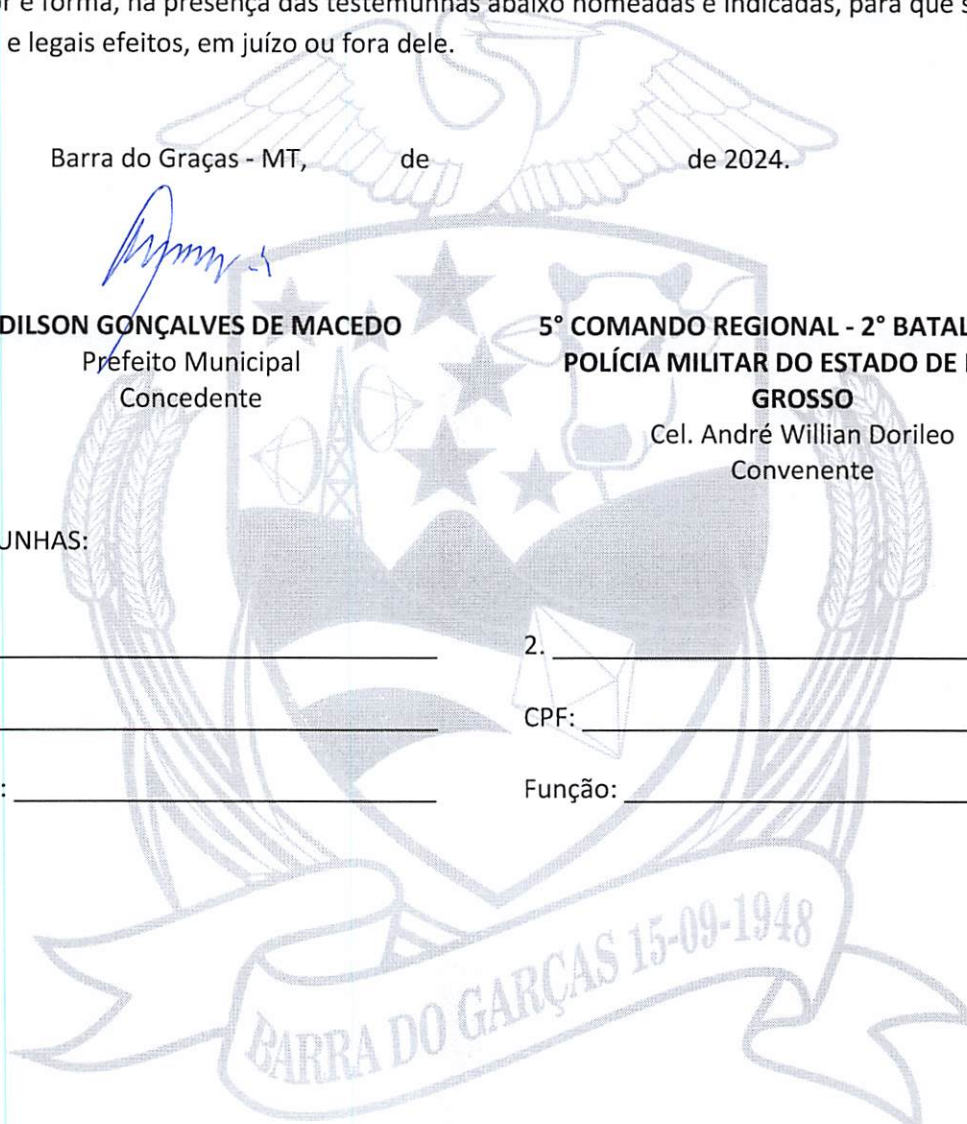 or e forma, na presença das testemunhas abaixo nomeadas e indicadas, para que s
e legais efeitos, em juízo ou fora dele.
Barra do Graças - MT, de de 2024.
DILSON GONÇALVES DE MACEDO
Prefeito Municipal
Concedente
5° COMANDO REGIONAL - 2° BATAL
POLÍCIA MILITAR DO ESTADO DE
GROSSO
Cel. André Willian Dorileo
Convenente
UNHAS:
2.
CPF:
:
Função:
BARRA DO GARÇAS 15-09-1948